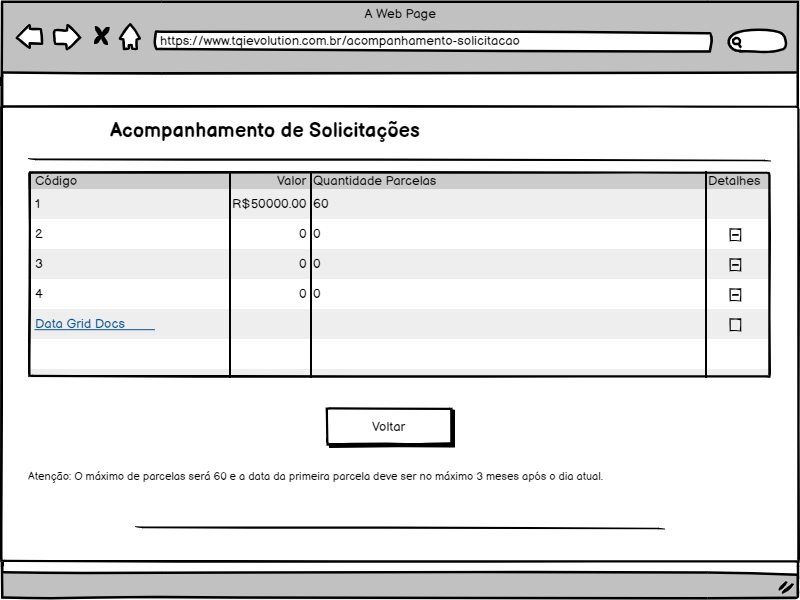 A Web Page
https://www.tqievolution.com.br/acompanhamento-solicitacao
Acompanhamento de Solicitações
Código Valor Quantidade Parcelas Detalhes
1 R$50000.00 60
2 0 0
3 0 0
4 0 0
Data Grid Docs
Voltar
Atenção: O máximo de parcelas será 60 e a data da primeira parcela deve ser no máximo 3 meses após o dia atual.